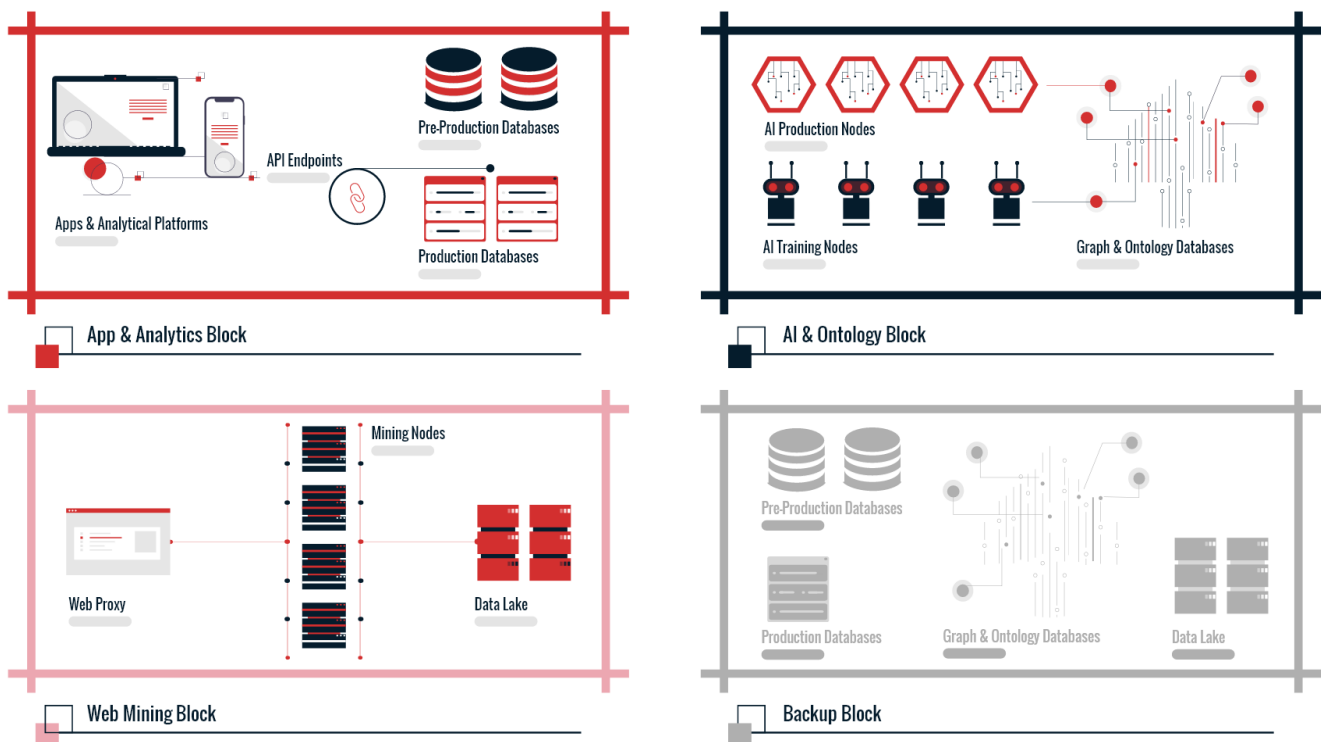 Pre-Production Databases
API Endpoints
Apps & Analytical Platforms
Production Databases
App & Analytics Block
AI Production Nodes
AI Training Nodes
Graph & Ontology Databases
AI & Ontology Block
Mining Nodes
Web Proxy
Data Lake
Web Mining Block
Pre-Production Databases
Production Databases
Graph & Ontology Databases
Data Lake
Backup Block